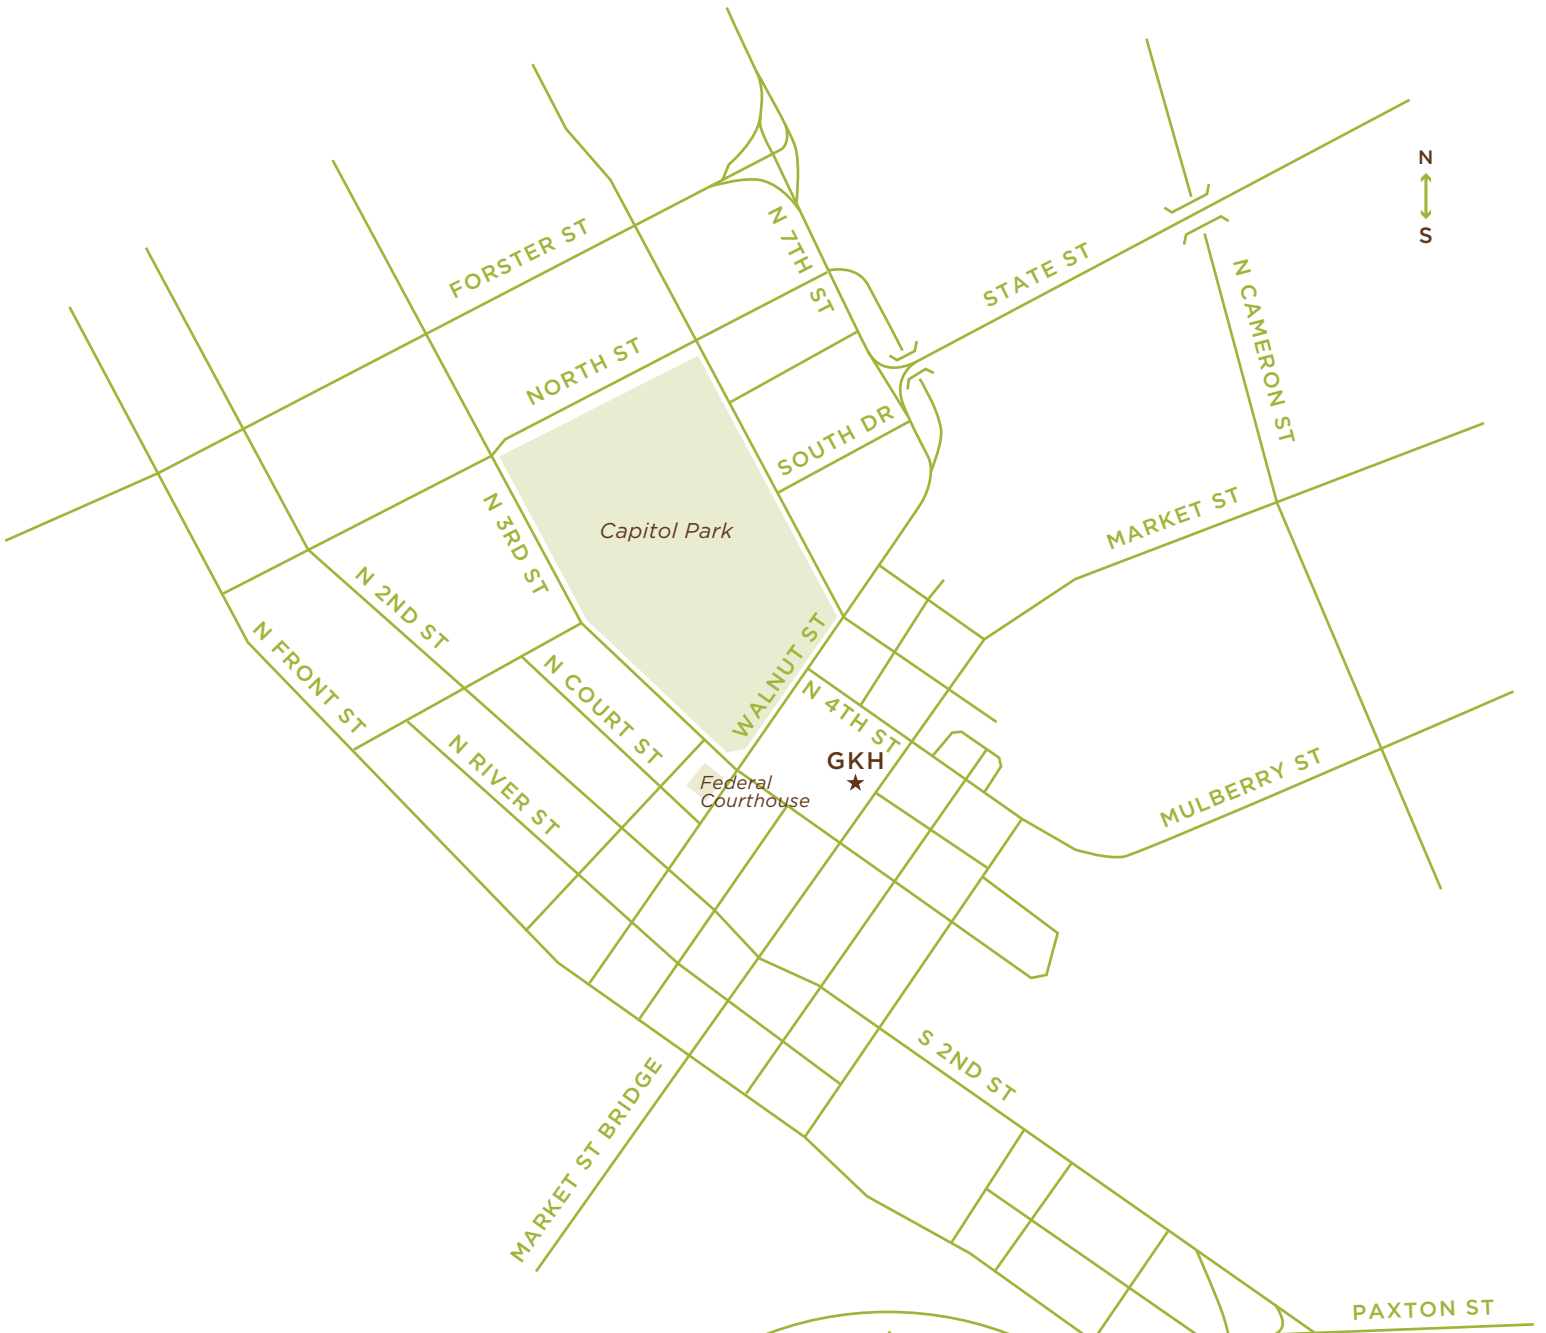 N
S
FORSTER ST
N 7TH ST
STATE ST
N CAMERON ST
NORTH ST
SOUTH DR
N 3RD ST
Capitol Park
MARKET ST
N 2ND ST
N FRONT ST
N COURT ST
WALNUT ST
N 4TH ST
GKH
Federal
Courthouse
N RIVER ST
MULBERRY ST
S 2ND ST
MARKET ST BRIDGE
PAXTON ST